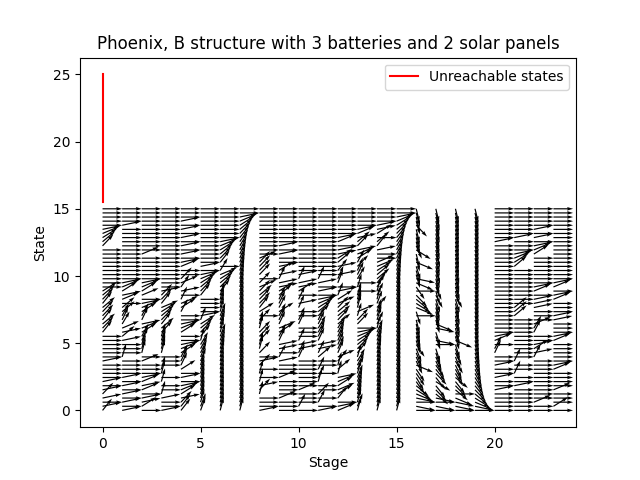 Phoenix, B structure with 3 batteries and 2 solar panels
Unreachable states
25
20
15
10
5
0
State
0 5 10 15 20
Stage